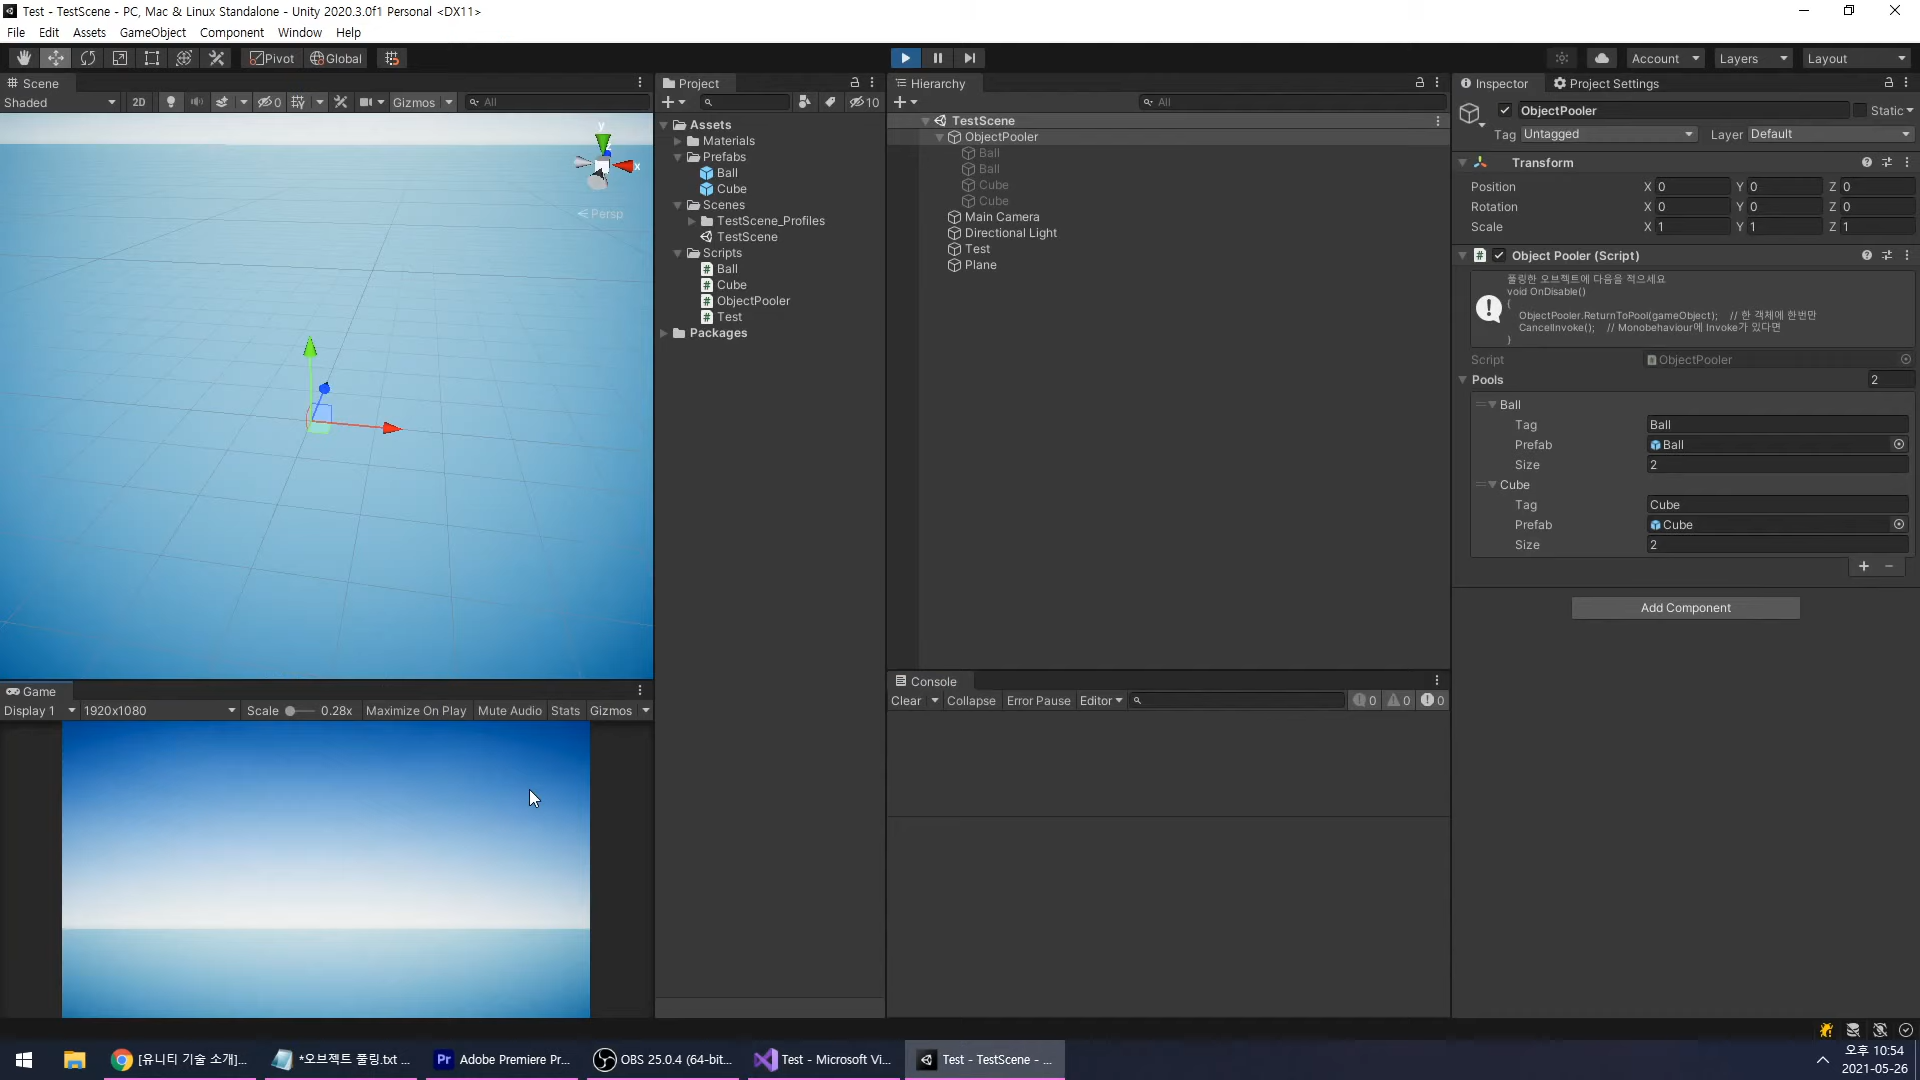 Test - TestScene - PC, Mac & Linux Standalone - Unity 2020.3.0f1 Personal <DX11>
File Edit Assets GameObject Component Window Help
Pivot Global
Account Layers Layout
Scene
Shaded 2D 0 Gizmos All
y
x
Persp
Project
10
Assets
Materials
Prefabs
Ball
Cube
Scenes
TestScene_Profiles
TestScene
Scripts
Ball
Cube
ObjectPooler
Test
Packages
Hierarchy
All
TestScene
ObjectPooler
Ball
Ball
Cube
Cube
Main Camera
Directional Light
Test
Plane
Inspector Project Settings
ObjectPooler Static
Tag Untagged Layer Default
Transform
Position X 0 Y 0 Z 0
Rotation X 0 Y 0 Z 0
Scale X 1 Y 1 Z 1
Object Pooler (Script)
풀링한 오브젝트에 다음을 적으세요
void OnDisable()
{
ObjectPooler.ReturnToPool(gameObject); // 한 객체에 한번만
CancelInvoke(); // Monobehaviour에 Invoke가 있다면
}
Script ObjectPooler
Pools 2
Ball
Tag Ball
Prefab Ball
Size 2
Cube
Tag Cube
Prefab Cube
Size 2
+ -
Add Component
Game
Display 1 1920x1080 Scale 0.28x Maximize On Play Mute Audio Stats Gizmos
Console
Clear Collapse Error Pause Editor 0 0 0
[유니티 기술 소개]... *오브젝트 풀링.txt ... Adobe Premiere Pr... OBS 25.0.4 (64-bit... Test - Microsoft Vi... Test - TestScene - ...
오후 10:54
2021-05-26